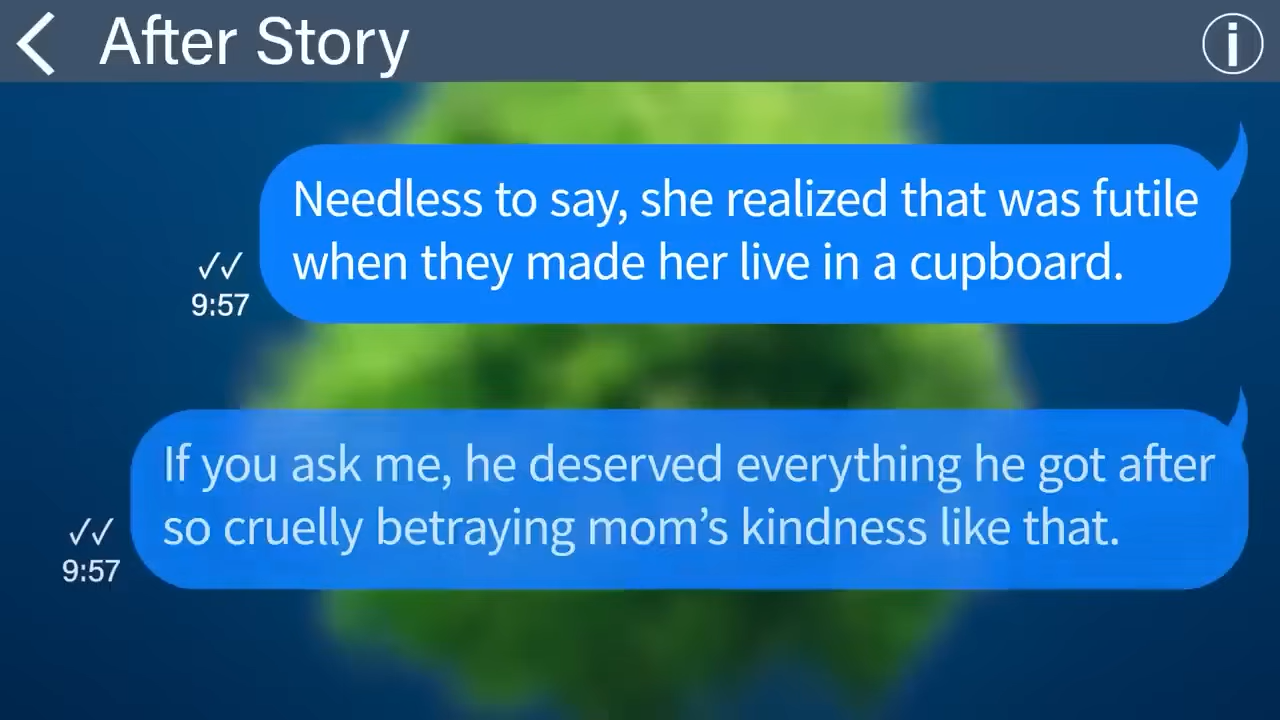 After Story
Needless to say, she realized that was futile
when they made her live in a cupboard.
9:57
If you ask me, he deserved everything he got after
so cruelly betraying mom’s kindness like that.
9:57